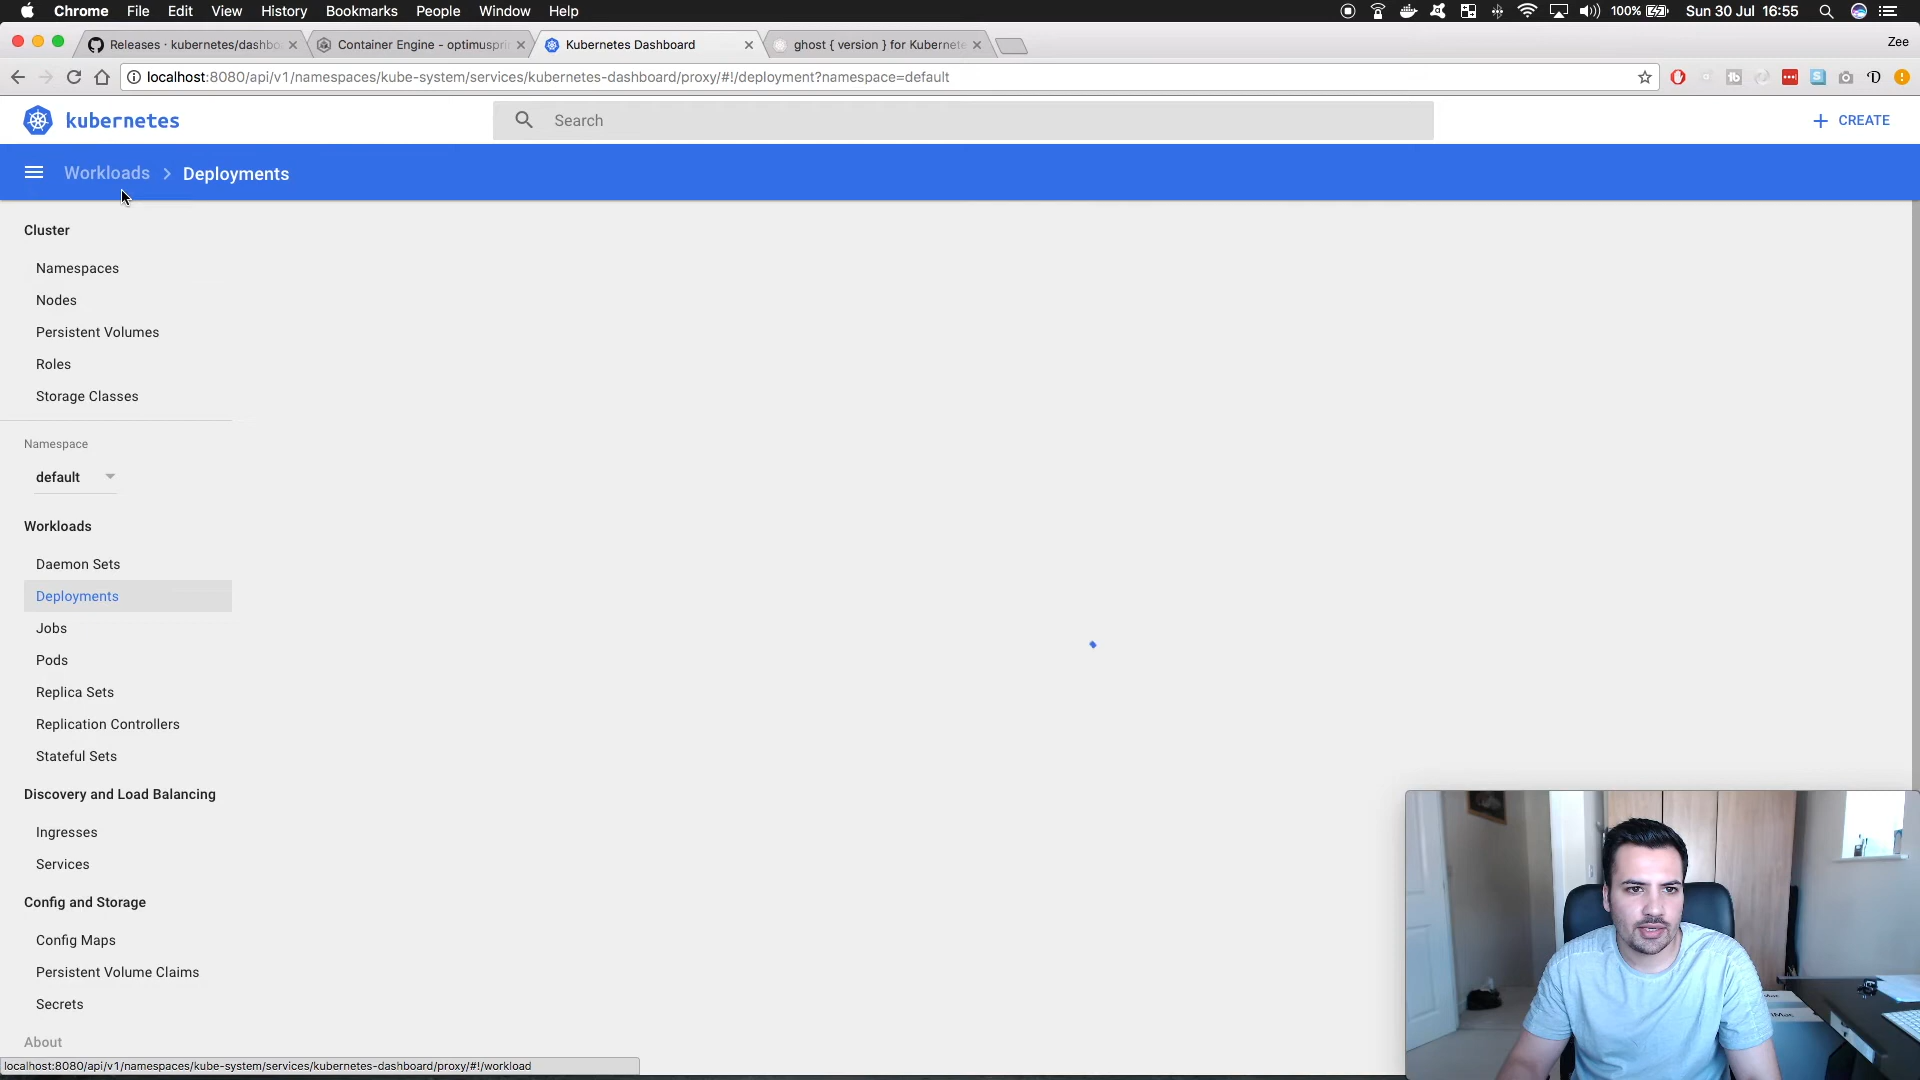 Chrome File Edit View History Bookmarks People Window Help 100% Sun 30 Jul 16:55
Releases · kubernetes/dashbo Container Engine - optimuspri Kubernetes Dashboard ghost { version } for Kubernete Zee
localhost:8080/api/v1/namespaces/kube-system/services/kubernetes-dashboard/proxy/#!/deployment?namespace=default
kubernetes Search CREATE
Workloads Deployments
Cluster
Namespaces
Nodes
Persistent Volumes
Roles
Storage Classes
Namespace
default
Workloads
Daemon Sets
Deployments
Jobs
Pods
Replica Sets
Replication Controllers
Stateful Sets
Discovery and Load Balancing
Ingresses
Services
Config and Storage
Config Maps
Persistent Volume Claims
Secrets
About
localhost:8080/api/v1/namespaces/kube-system/services/kubernetes-dashboard/proxy/#!/workload